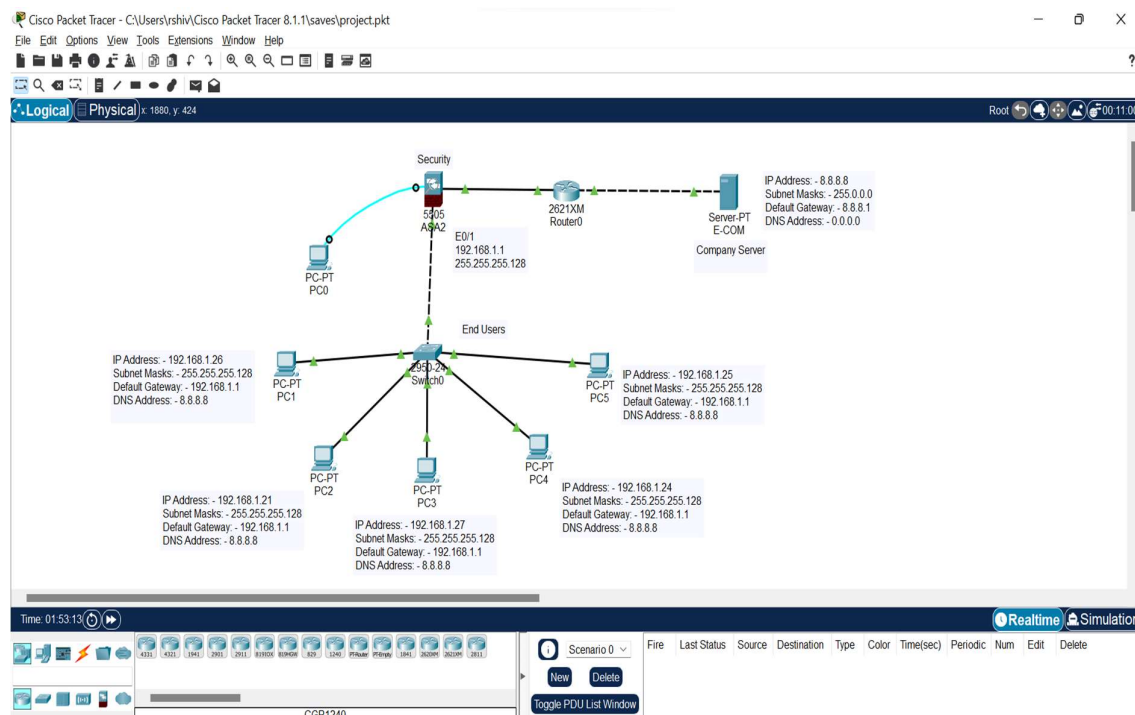 Cisco Packet Tracer - C:\Users\rshiv\Cisco Packet Tracer 8.1.1\saves\project.pkt
File Edit Options View Tools Extensions Window Help
?
Logical Physical x: 1880, y: 424
Root 00:11:00
Security
5505
ASA2
2621XM
Router0
Server-PT
E-COM
Company Server
IP Address: - 8.8.8.8
Subnet Masks: - 255.0.0.0
Default Gateway: - 8.8.8.1
DNS Address: - 0.0.0.0
E0/1
192.168.1.1
255.255.255.128
PC-PT
PC0
End Users
2950-24
Switch0
IP Address: - 192.168.1.26
Subnet Masks: - 255.255.255.128
Default Gateway: - 192.168.1.1
DNS Address: - 8.8.8.8
PC-PT
PC1
PC-PT
PC5
IP Address: - 192.168.1.25
Subnet Masks: - 255.255.255.128
Default Gateway: - 192.168.1.1
DNS Address: - 8.8.8.8
PC-PT
PC2
PC-PT
PC3
PC-PT
PC4
IP Address: - 192.168.1.21
Subnet Masks: - 255.255.255.128
Default Gateway: - 192.168.1.1
DNS Address: - 8.8.8.8
IP Address: - 192.168.1.27
Subnet Masks: - 255.255.255.128
Default Gateway: - 192.168.1.1
DNS Address: - 8.8.8.8
IP Address: - 192.168.1.24
Subnet Masks: - 255.255.255.128
Default Gateway: - 192.168.1.1
DNS Address: - 8.8.8.8
Time: 01:53:13
Realtime Simulation
4331 4321 1941 2901 2911 819IOX 819HGW 829 1240 PT-Router PT-Empty 1841 2620XM 2621XM 2811
Scenario 0
New Delete
Toggle PDU List Window
Fire Last Status Source Destination Type Color Time(sec) Periodic Num Edit Delete
CGR1240